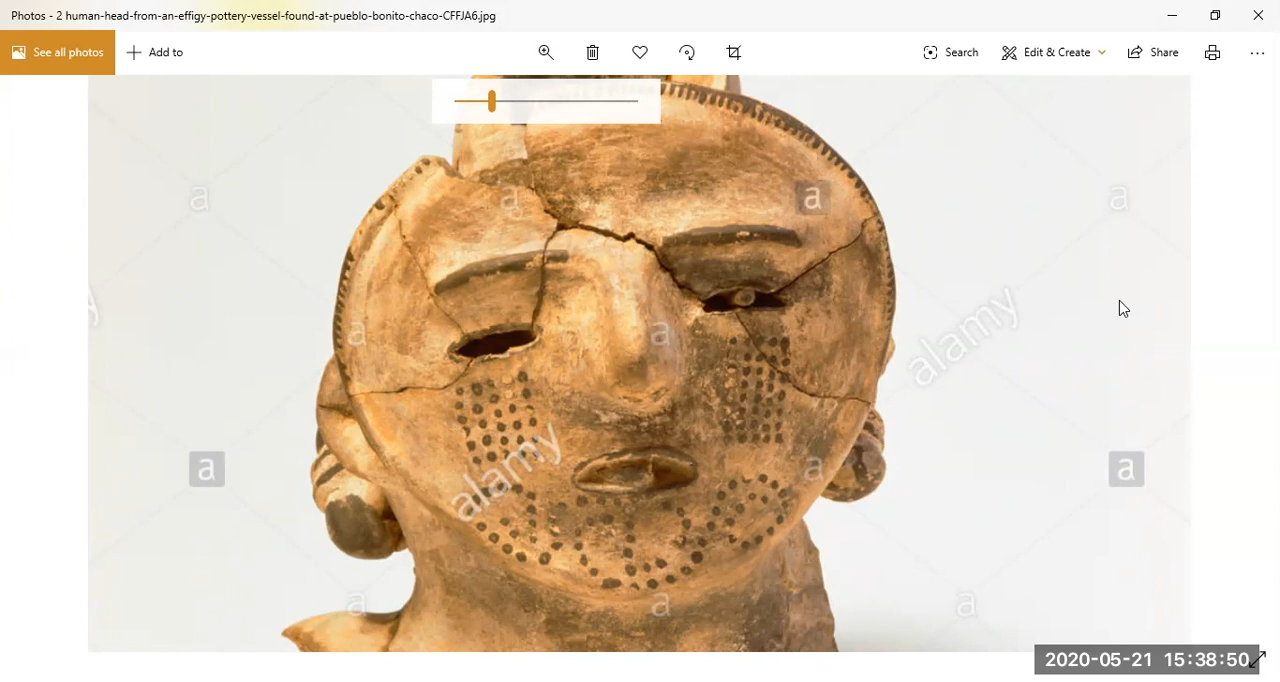 Photos - 2 human-head-from-an-effigy-pottery-vessel-found-at-pueblo-bonito-chaco-CFFJA6.jpg
See all photos
Add to
Search
Edit & Create
Share
a
a
a
a
a
a
alamy
a
alamy
a
a
a
a
a
2020-05-21 15:38:50